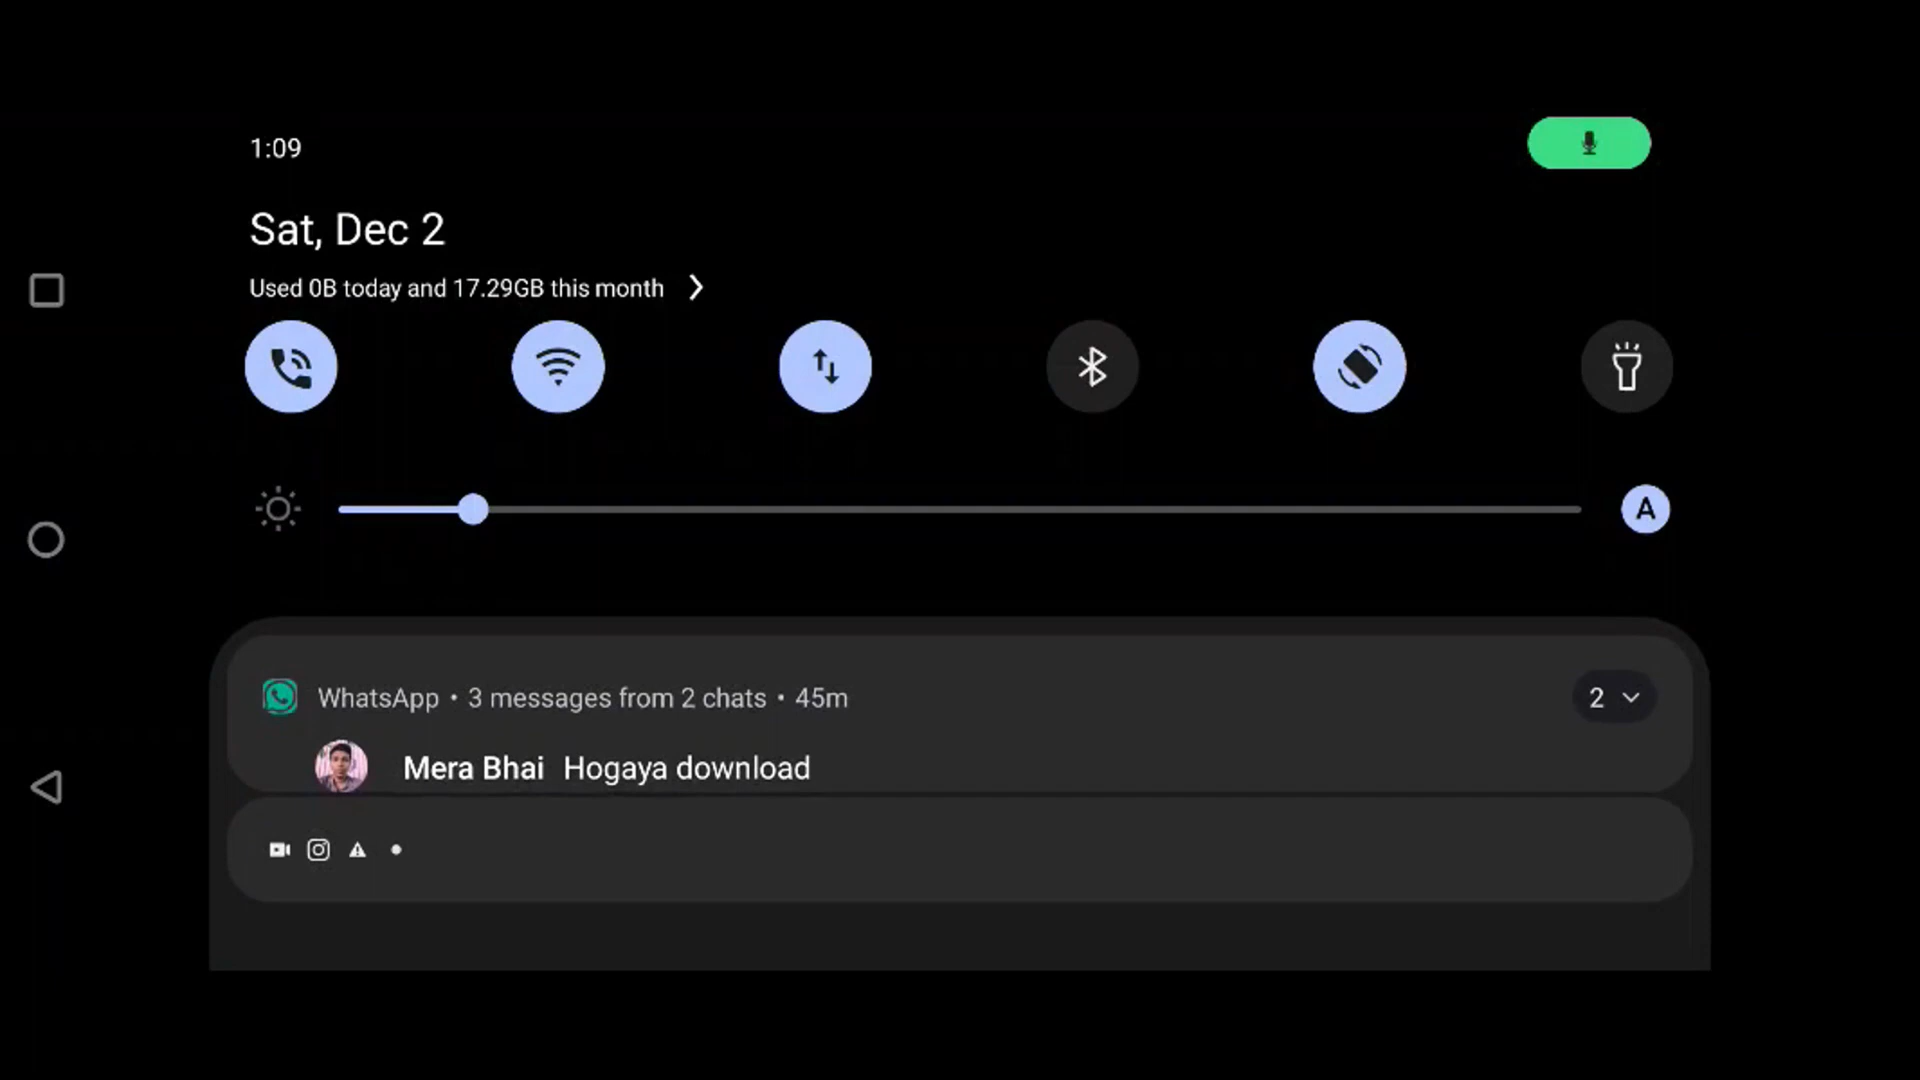 1:09
Sat, Dec 2
Used 0B today and 17.29GB this month
A
WhatsApp • 3 messages from 2 chats • 45m
2
Mera Bhai Hogaya download